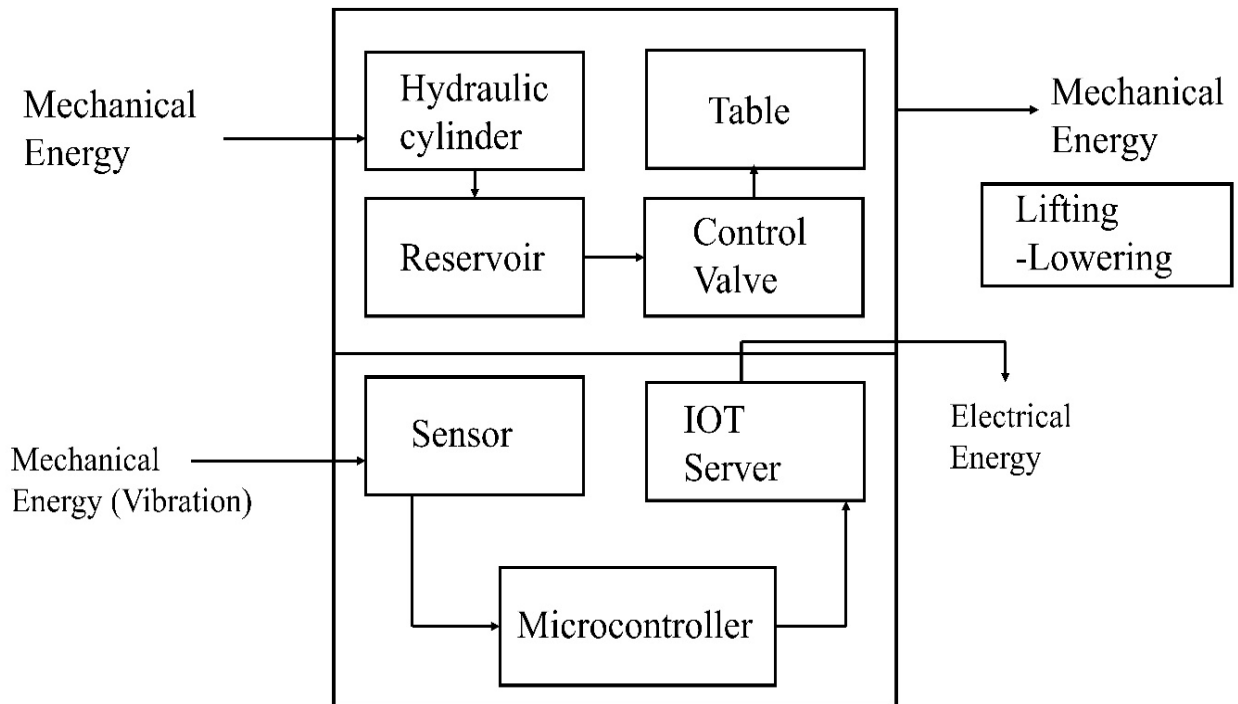 Mechanical
Energy
Hydraulic
cylinder
Table
Mechanical
Energy
Reservoir
Control
Valve
Lifting
-Lowering
Mechanical
Energy (Vibration)
Sensor
IOT
Server
Electrical
Energy
Microcontroller